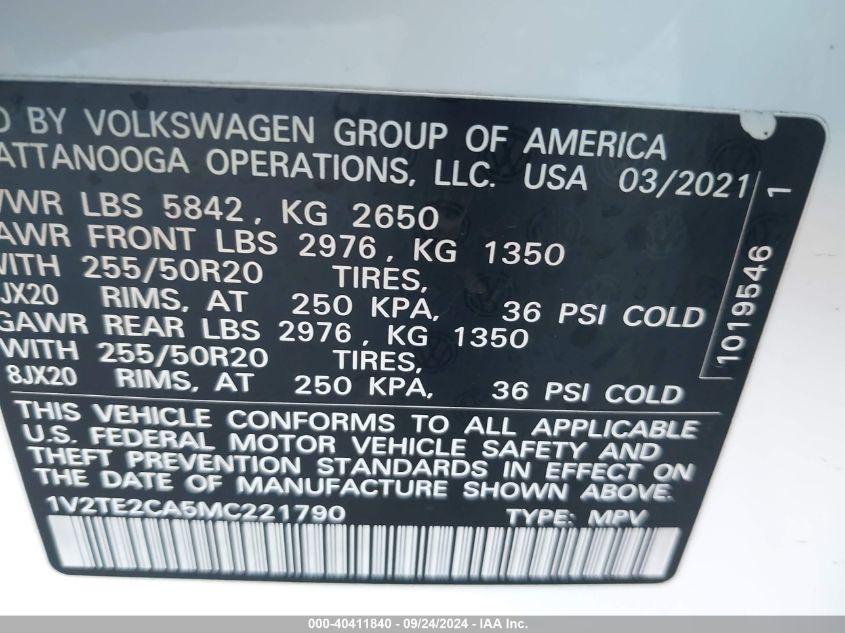 D BY VOLKSWAGEN GROUP OF AMERICA
ATTANOOGA OPERATIONS, LLC. USA 03/2021
VWR LBS 5842, KG 2650
AWR FRONT LBS 2976, KG 1350
WITH 255/50R20 TIRES,
JX20 RIMS, AT 250 KPA, 36 PSI COLD
GAWR REAR LBS 2976, KG 1350
WITH 255/50R20 TIRES,
8JX20 RIMS, AT 250 KPA, 36 PSI COLD
1019546 1
THIS VEHICLE CONFORMS TO ALL APPLICABLE
U.S. FEDERAL MOTOR VEHICLE SAFETY AND
THEFT PREVENTION STANDARDS IN EFFECT ON
THE DATE OF MANUFACTURE SHOWN ABOVE.
1V2TE2CA5MC221790 TYPE: MPV
000-40411840 - 09/24/2024 - IAA Inc.